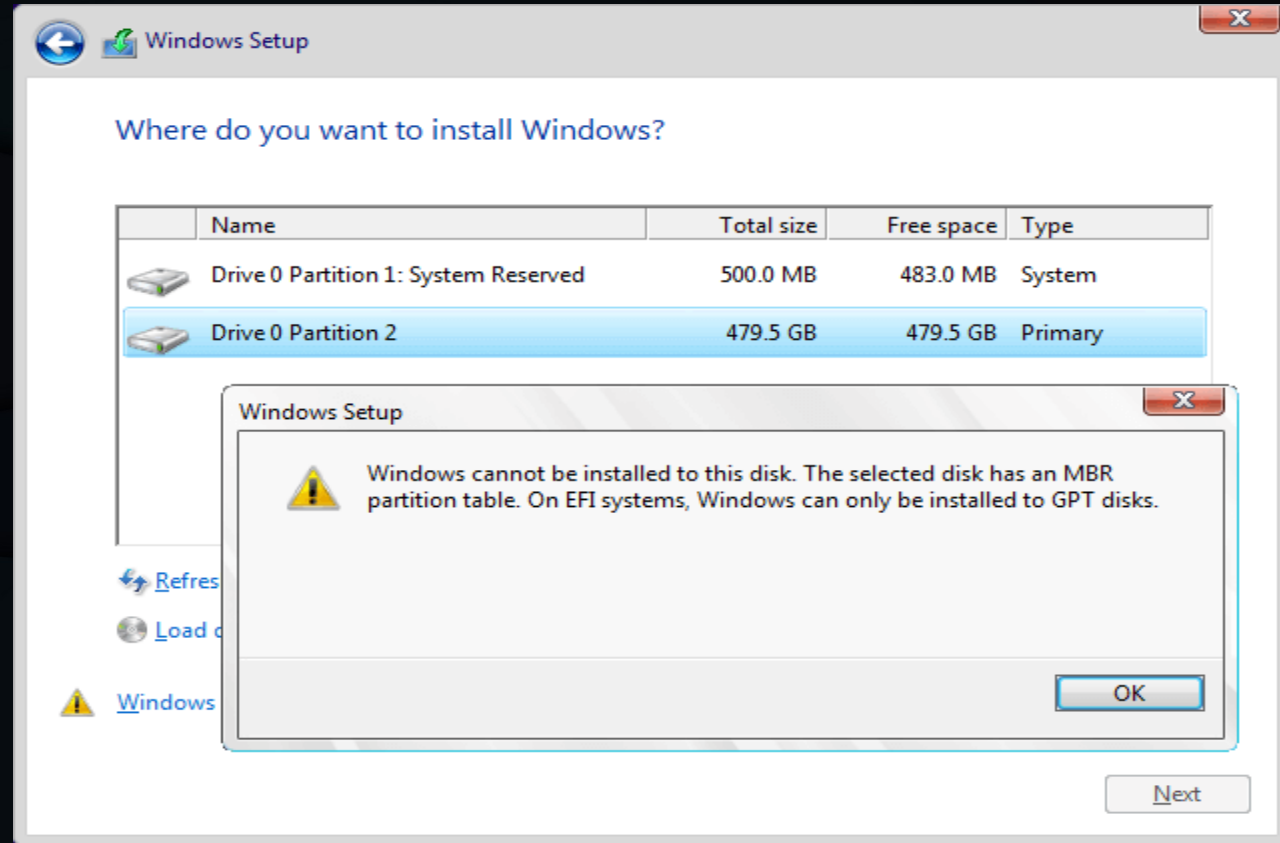 Windows Setup
Where do you want to install Windows?
Name Total size Free space Type
Drive 0 Partition 1: System Reserved 500.0 MB 483.0 MB System
Drive 0 Partition 2 479.5 GB 479.5 GB Primary
Windows Setup
Windows cannot be installed to this disk. The selected disk has an MBR
partition table. On EFI systems, Windows can only be installed to GPT disks.
Refres
Load
Windows
OK
Next